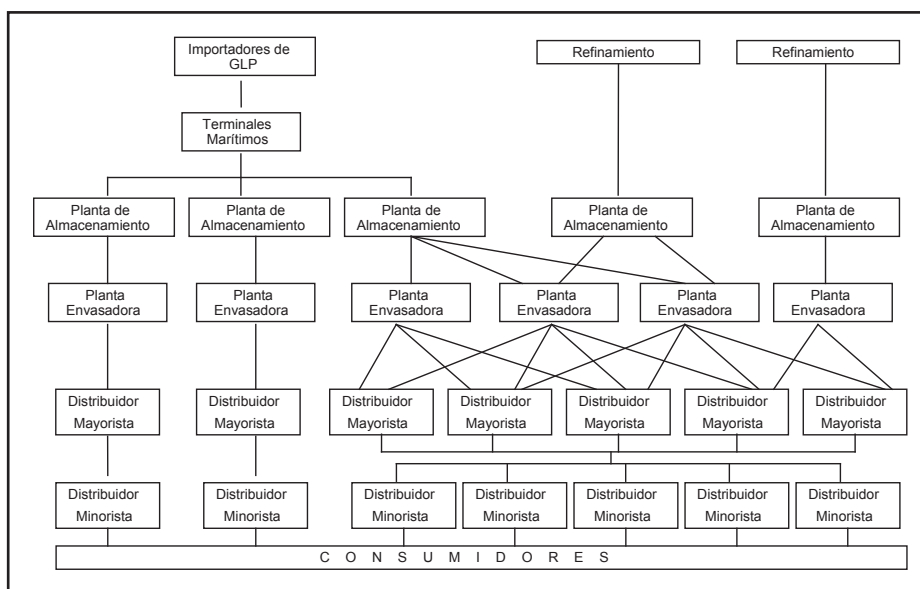 Importadores de
GLP
Refinamiento
Refinamiento
Terminales
Marítimos
Planta de
Almacenamiento
Planta de
Almacenamiento
Planta de
Almacenamiento
Planta de
Almacenamiento
Planta de
Almacenamiento
Planta
Envasadora
Planta
Envasadora
Planta
Envasadora
Planta
Envasadora
Planta
Envasadora
Planta
Envasadora
Distribuidor
Mayorista
Distribuidor
Mayorista
Distribuidor
Mayorista
Distribuidor
Mayorista
Distribuidor
Mayorista
Distribuidor
Mayorista
Distribuidor
Mayorista
Distribuidor
Minorista
Distribuidor
Minorista
Distribuidor
Minorista
Distribuidor
Minorista
Distribuidor
Minorista
Distribuidor
Minorista
Distribuidor
Minorista
C O N S U M I D O R E S